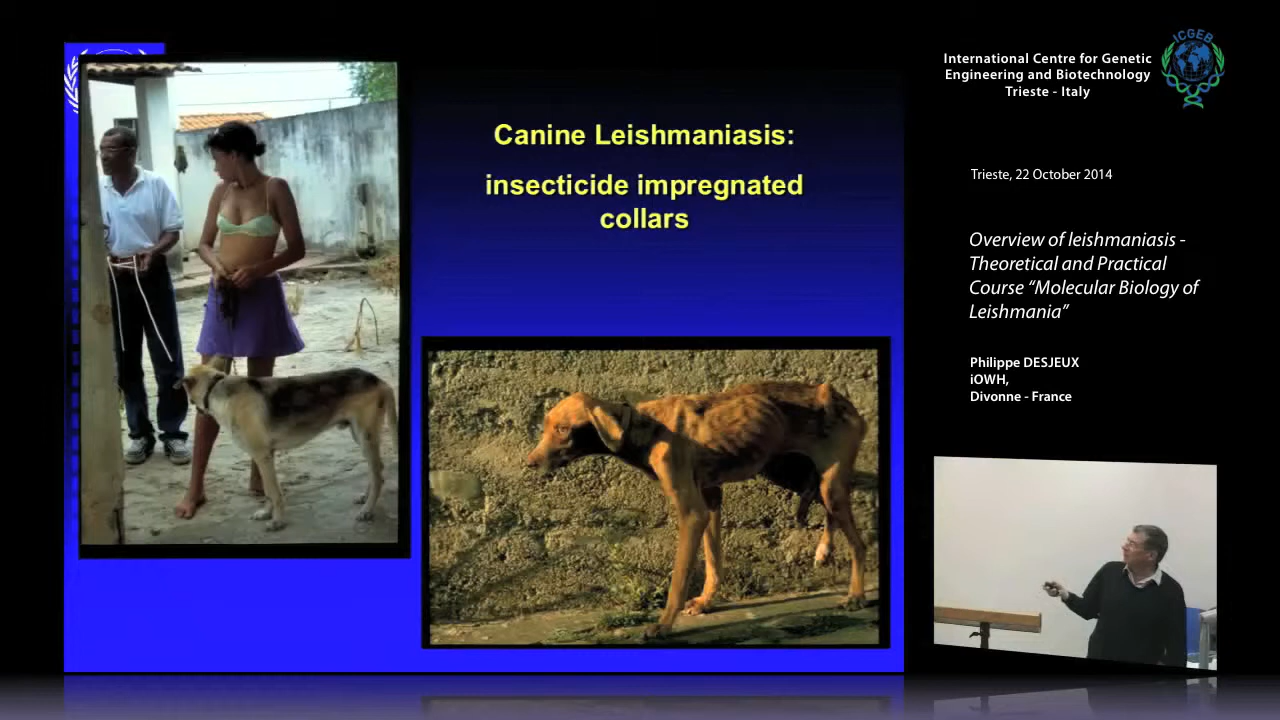 Canine Leishmaniasis:
insecticide impregnated
collars
International Centre for Genetic
Engineering and Biotechnology
Trieste - Italy
ICGEB
Trieste, 22 October 2014
Overview of leishmaniasis -
Theoretical and Practical
Course “Molecular Biology of
Leishmania”
Philippe DESJEUX
iOWH,
Divonne - France